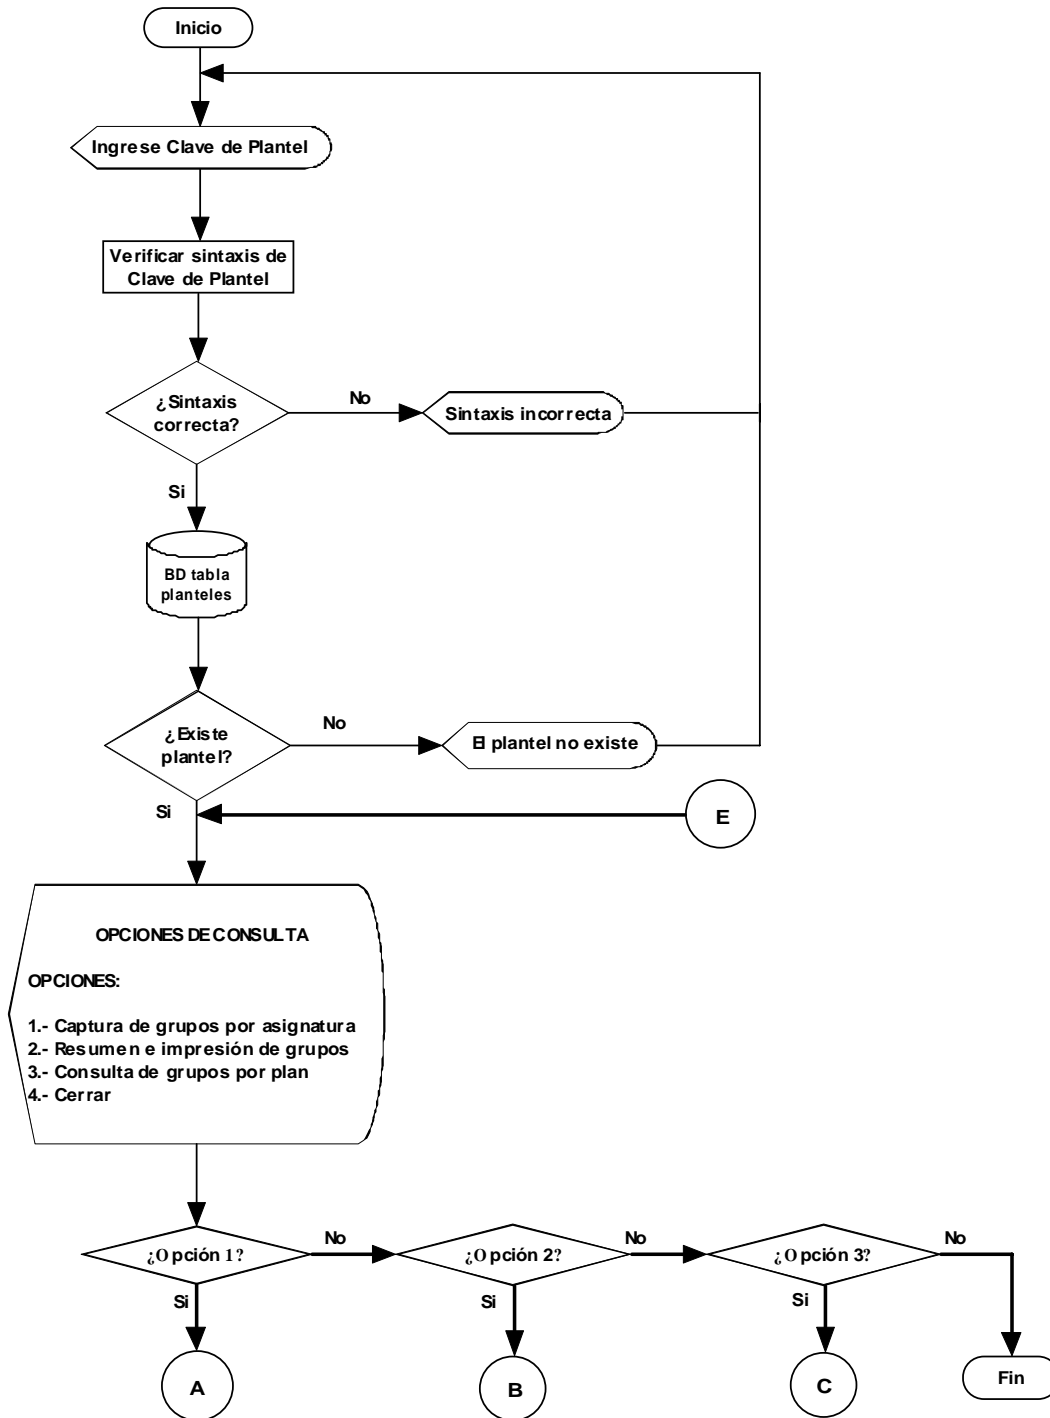 Inicio
Ingrese Clave de Plantel
Verificar sintaxis de
Clave de Plantel
¿Sintaxis
correcta?
No
Sintaxis incorrecta
Si
BD tabla
planteles
¿Existe
plantel?
No
El plantel no existe
Si
E
OPCIONES DE CONSULTA
OPCIONES:
1.- Captura de grupos por asignatura
2.- Resumen e impresión de grupos
3.- Consulta de grupos por plan
4.- Cerrar
¿Opción 1?
No
¿Opción 2?
No
¿Opción 3?
No
Si
Si
Si
A
B
C
Fin